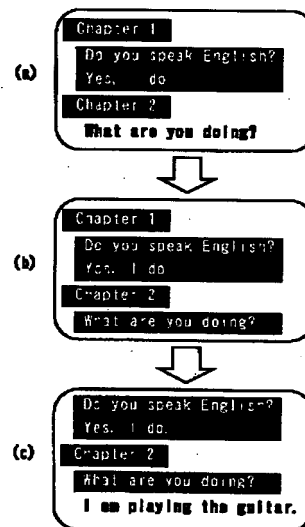 (a)
Chapter 1
Do you speak English?
Yes. do
Chapter 2
What are you doing?
(b)
Chapter 1
Do you speak English?
Yes. I do
Chapter 2
What are you doing?
(c)
Do you speak English?
Yes. I do.
Chapter 2
What are you doing?
I am playing the guitar.